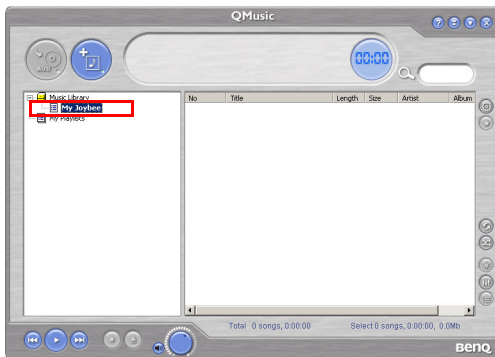 QMusic
AUD
00:00
Music Library
My Joybee
My Playlists
No Title Length Size Artist Album
Total 0 songs, 0:00:00 Select 0 songs, 0:00:00, 0.0Mb
BenQ